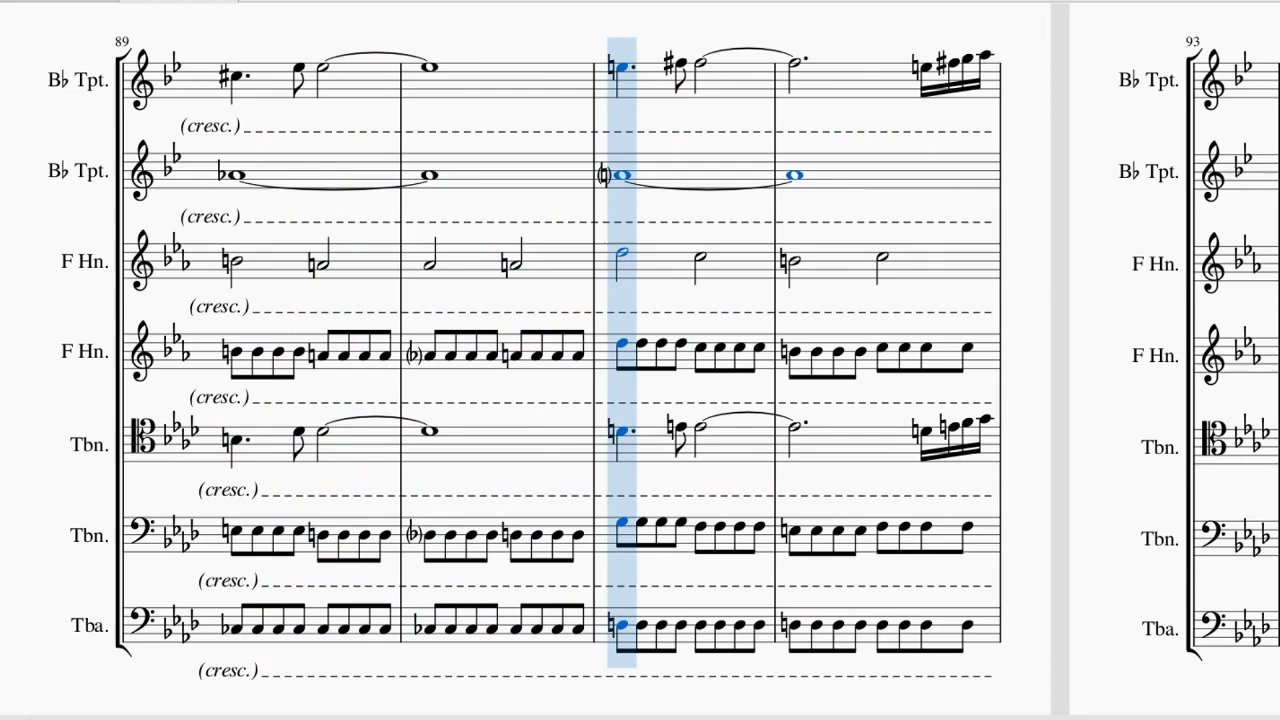 89
B♭ Tpt.
(cresc.)
B♭ Tpt.
(cresc.)
F Hn.
(cresc.)
F Hn.
(cresc.)
Tbn.
(cresc.)
Tbn.
(cresc.)
Tba.
(cresc.)
93
B♭ Tpt.
B♭ Tpt.
F Hn.
F Hn.
Tbn.
Tbn.
Tba.